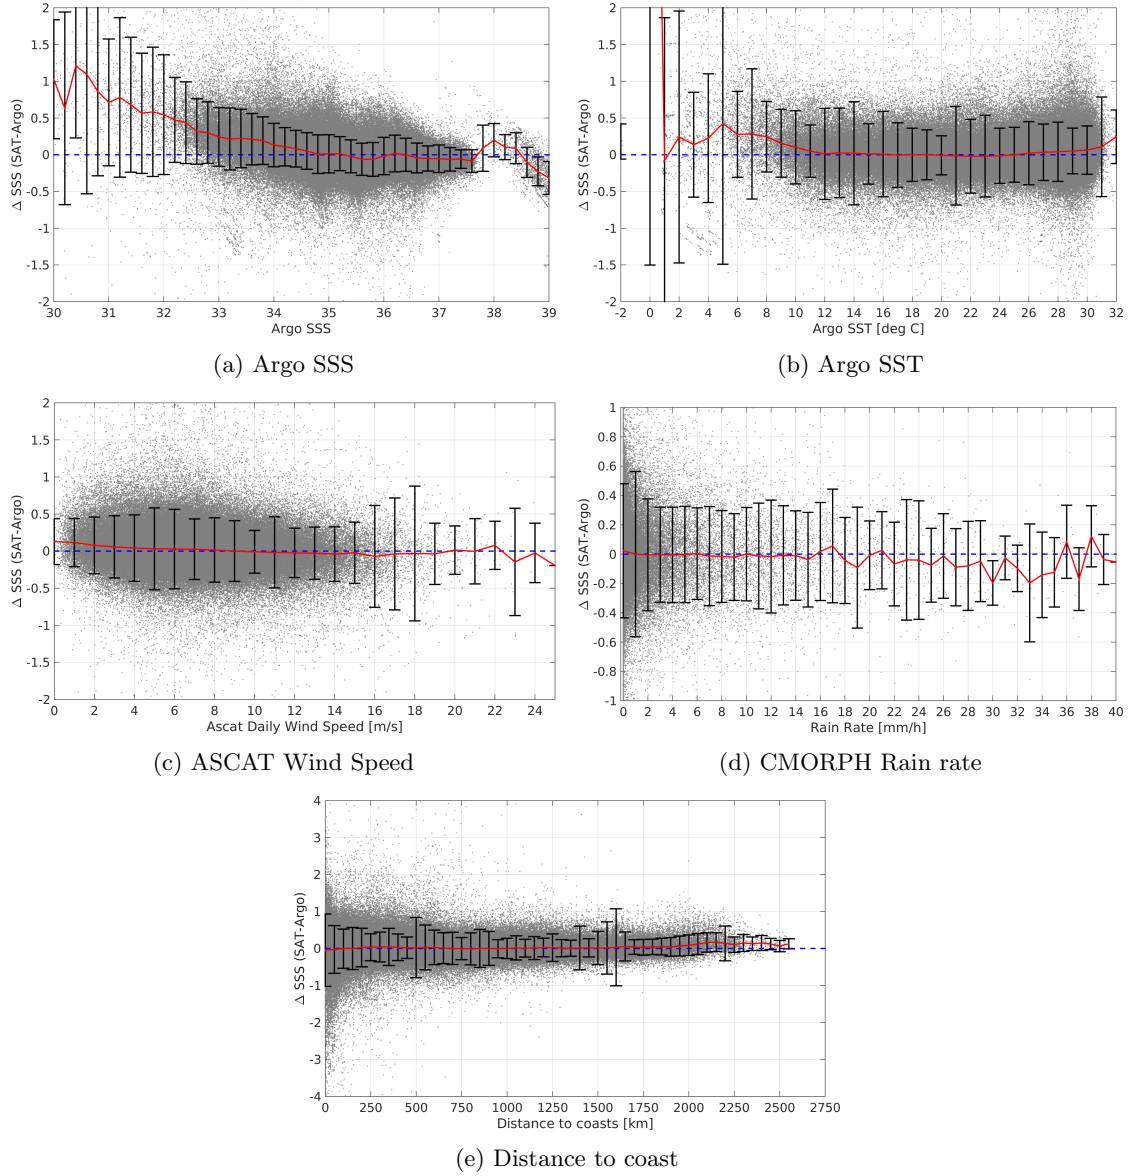 2
1.5
1
0.5
0
-0.5
-1
-1.5
-2
Δ SSS (SAT-Argo)
30 31 32 33 34 35 36 37 38 39
Argo SSS
(a) Argo SSS
2
1.5
1
0.5
0
-0.5
-1
-1.5
-2
Δ SSS (SAT-Argo)
-2 0 2 4 6 8 10 12 14 16 18 20 22 24 26 28 30 32
Argo SST [deg C]
(b) Argo SST
2
1.5
1
0.5
0
-0.5
-1
-1.5
-2
Δ SSS (SAT-Argo)
0 2 4 6 8 10 12 14 16 18 20 22 24
Ascat Daily Wind Speed [m/s]
(c) ASCAT Wind Speed
1
0.8
0.6
0.4
0.2
0
-0.2
-0.4
-0.6
-0.8
-1
Δ SSS (SAT-Argo)
0 2 4 6 8 10 12 14 16 18 20 22 24 26 28 30 32 34 36 38 40
Rain Rate [mm/h]
(d) CMORPH Rain rate
4
3
2
1
0
-1
-2
-3
-4
Δ SSS (SAT-Argo)
0 250 500 750 1000 1250 1500 1750 2000 2250 2500 2750
Distance to coasts [km]
(e) Distance to coast